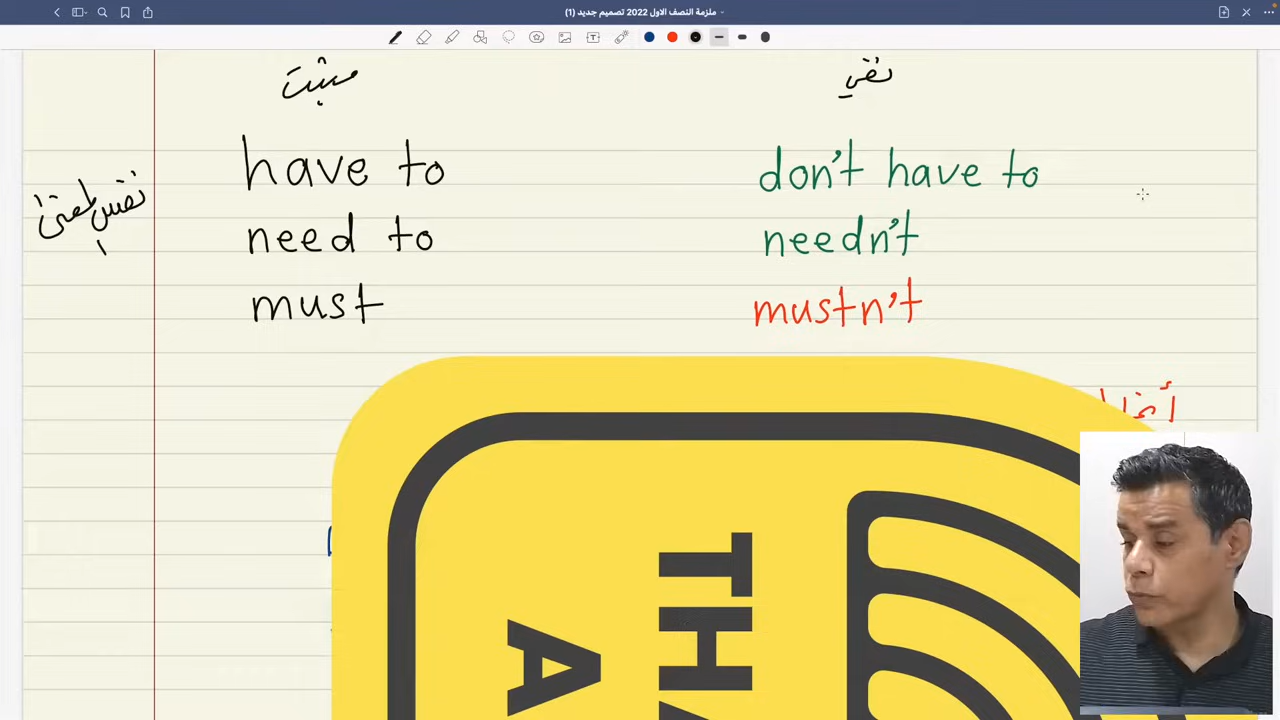 ملزمة النصف الاول 2022 تصميم جديد (1)
مثبت
نفي
have to
don't have to
نفس المعنى
need to
needn't
must
mustn't
THA
A